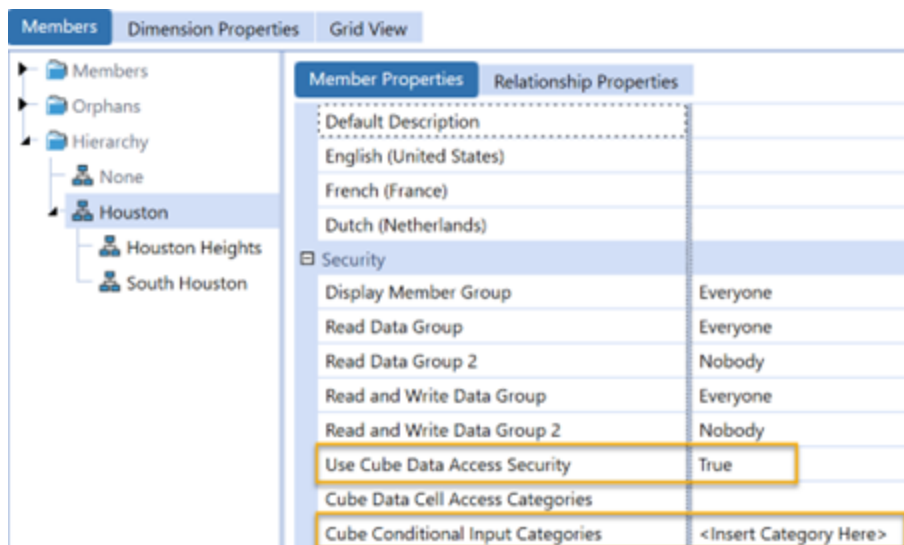 Members Dimension Properties Grid View
Members
Orphans
Hierarchy
None
Houston
Houston Heights
South Houston
Member Properties Relationship Properties
Default Description
English (United States)
French (France)
Dutch (Netherlands)
Security
Display Member Group Everyone
Read Data Group Everyone
Read Data Group 2 Nobody
Read and Write Data Group Everyone
Read and Write Data Group 2 Nobody
Use Cube Data Access Security True
Cube Data Cell Access Categories
Cube Conditional Input Categories <Insert Category Here>